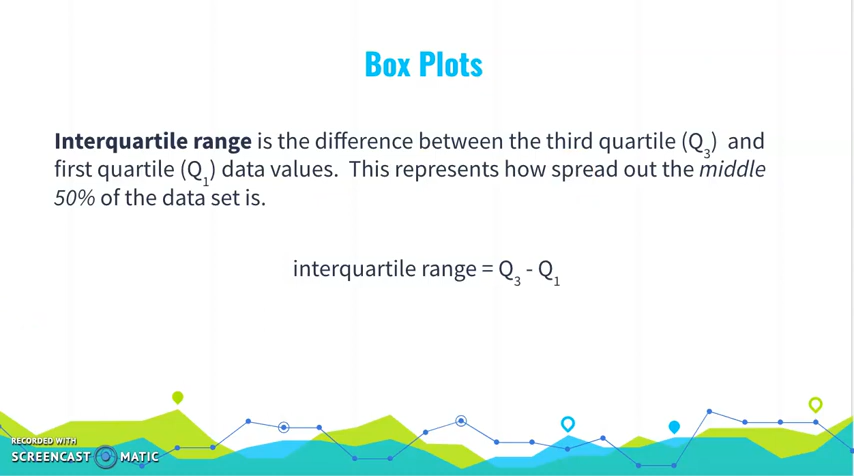 Box Plots
Interquartile range is the difference between the third quartile (Q3) and
first quartile (Q1) data values. This represents how spread out the middle
50% of the data set is.
interquartile range = Q3 - Q1
RECORDED WITH
SCREENCAST MATIC